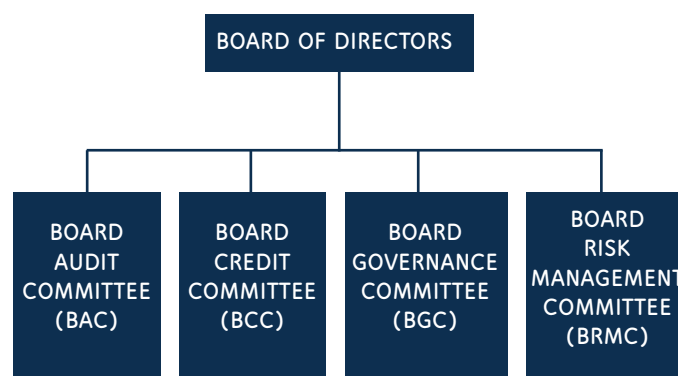 BOARD OF DIRECTORS
BOARD
AUDIT
COMMITTEE
(BAC)
BOARD
CREDIT
COMMITTEE
(BCC)
BOARD
GOVERNANCE
COMMITTEE
(BGC)
BOARD
RISK
MANAGEMENT
COMMITTEE
(BRMC)